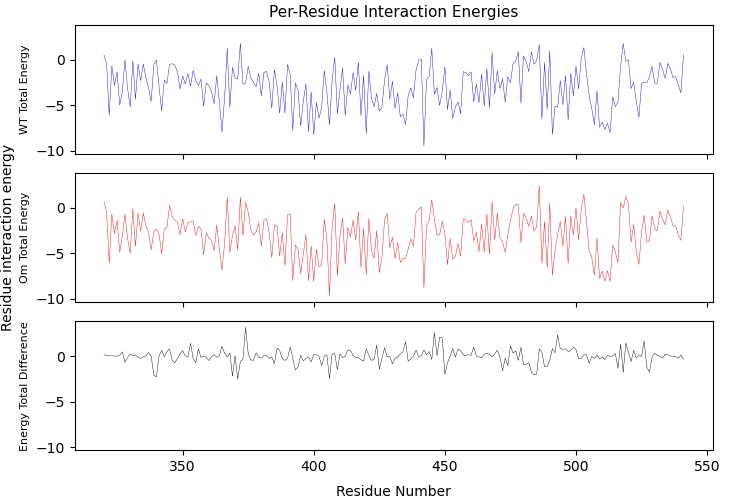 Per-Residue Interaction Energies
Residue interaction energy
WT Total Energy
0
−5
−10
Om Total Energy
0
−5
−10
Energy Total Difference
0
−5
−10
350
400
450
500
550
Residue Number